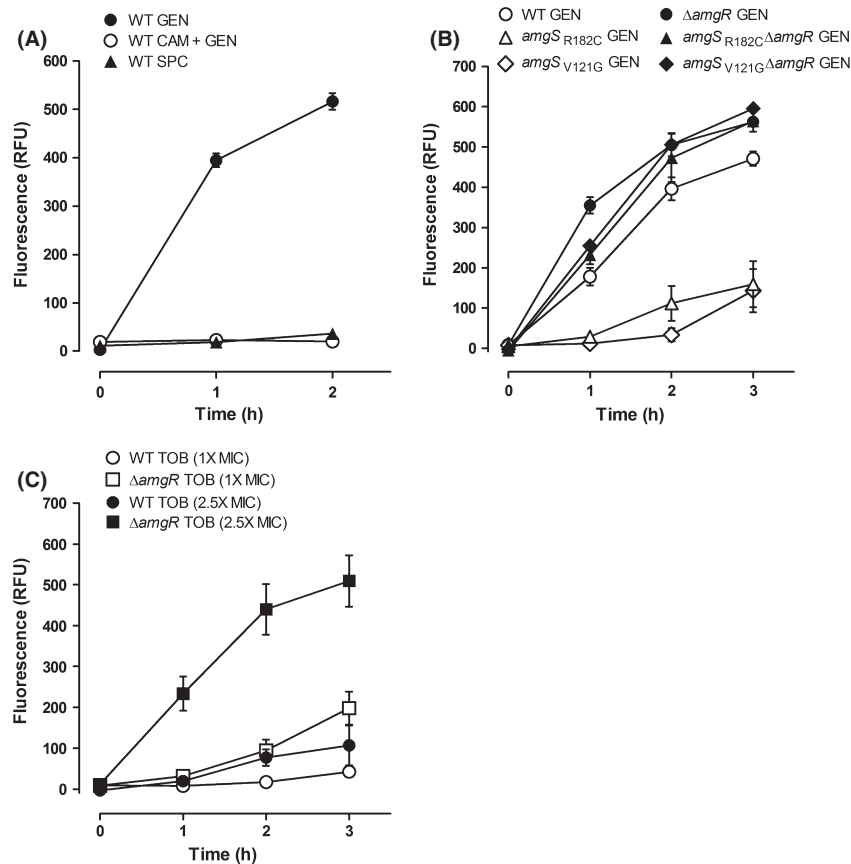 (A)
WT GEN
WT CAM + GEN
WT SPC
600
500
400
300
200
100
0
Fluorescence (RFU)
0 1 2
Time (h)
(B)
WT GEN
ΔamgR GEN
amgS R182C GEN
amgS R182CΔamgR GEN
amgS V121G GEN
amgS V121GΔamgR GEN
700
600
500
400
300
200
100
0
Fluorescence (RFU)
0 1 2 3
Time (h)
(C)
WT TOB (1X MIC)
ΔamgR TOB (1X MIC)
WT TOB (2.5X MIC)
ΔamgR TOB (2.5X MIC)
700
600
500
400
300
200
100
0
Fluorescence (RFU)
0 1 2 3
Time (h)